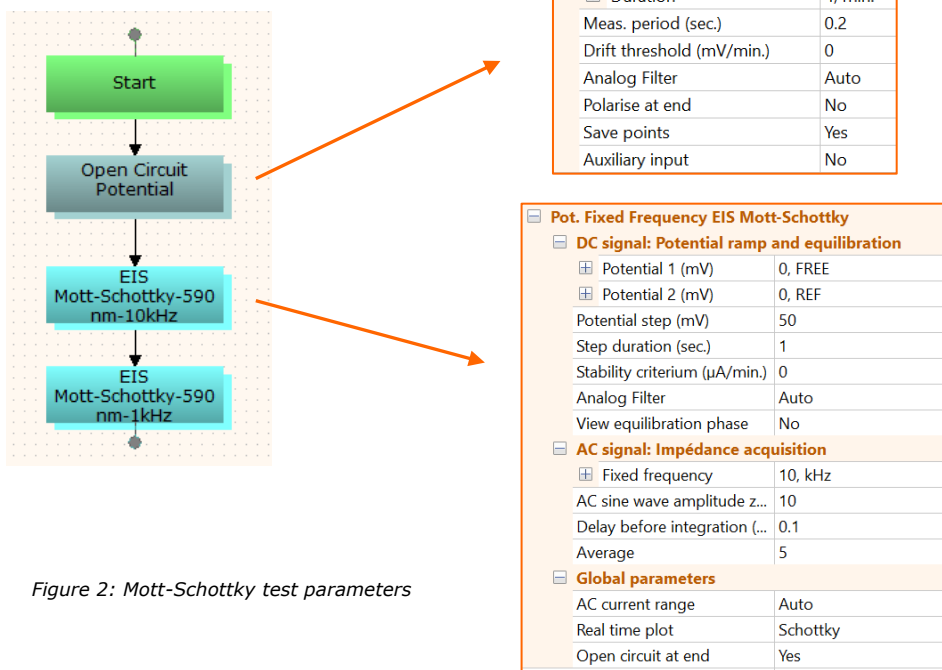 Start
Open Circuit
Potential
EIS
Mott-Schottky-590
nm-10kHz
EIS
Mott-Schottky-590
nm-1kHz
Meas. period (sec.) 0.2
Drift threshold (mV/min.) 0
Analog Filter Auto
Polarise at end No
Save points Yes
Auxiliary input No
Pot. Fixed Frequency EIS Mott-Schottky
DC signal: Potential ramp and equilibration
Potential 1 (mV) 0, FREE
Potential 2 (mV) 0, REF
Potential step (mV) 50
Step duration (sec.) 1
Stability criterium (µA/min.) 0
Analog Filter Auto
View equilibration phase No
AC signal: Impédance acquisition
Fixed frequency 10, kHz
AC sine wave amplitude z... 10
Delay before integration (... 0.1
Average 5
Global parameters
AC current range Auto
Real time plot Schottky
Open circuit at end Yes
Figure 2: Mott-Schottky test parameters